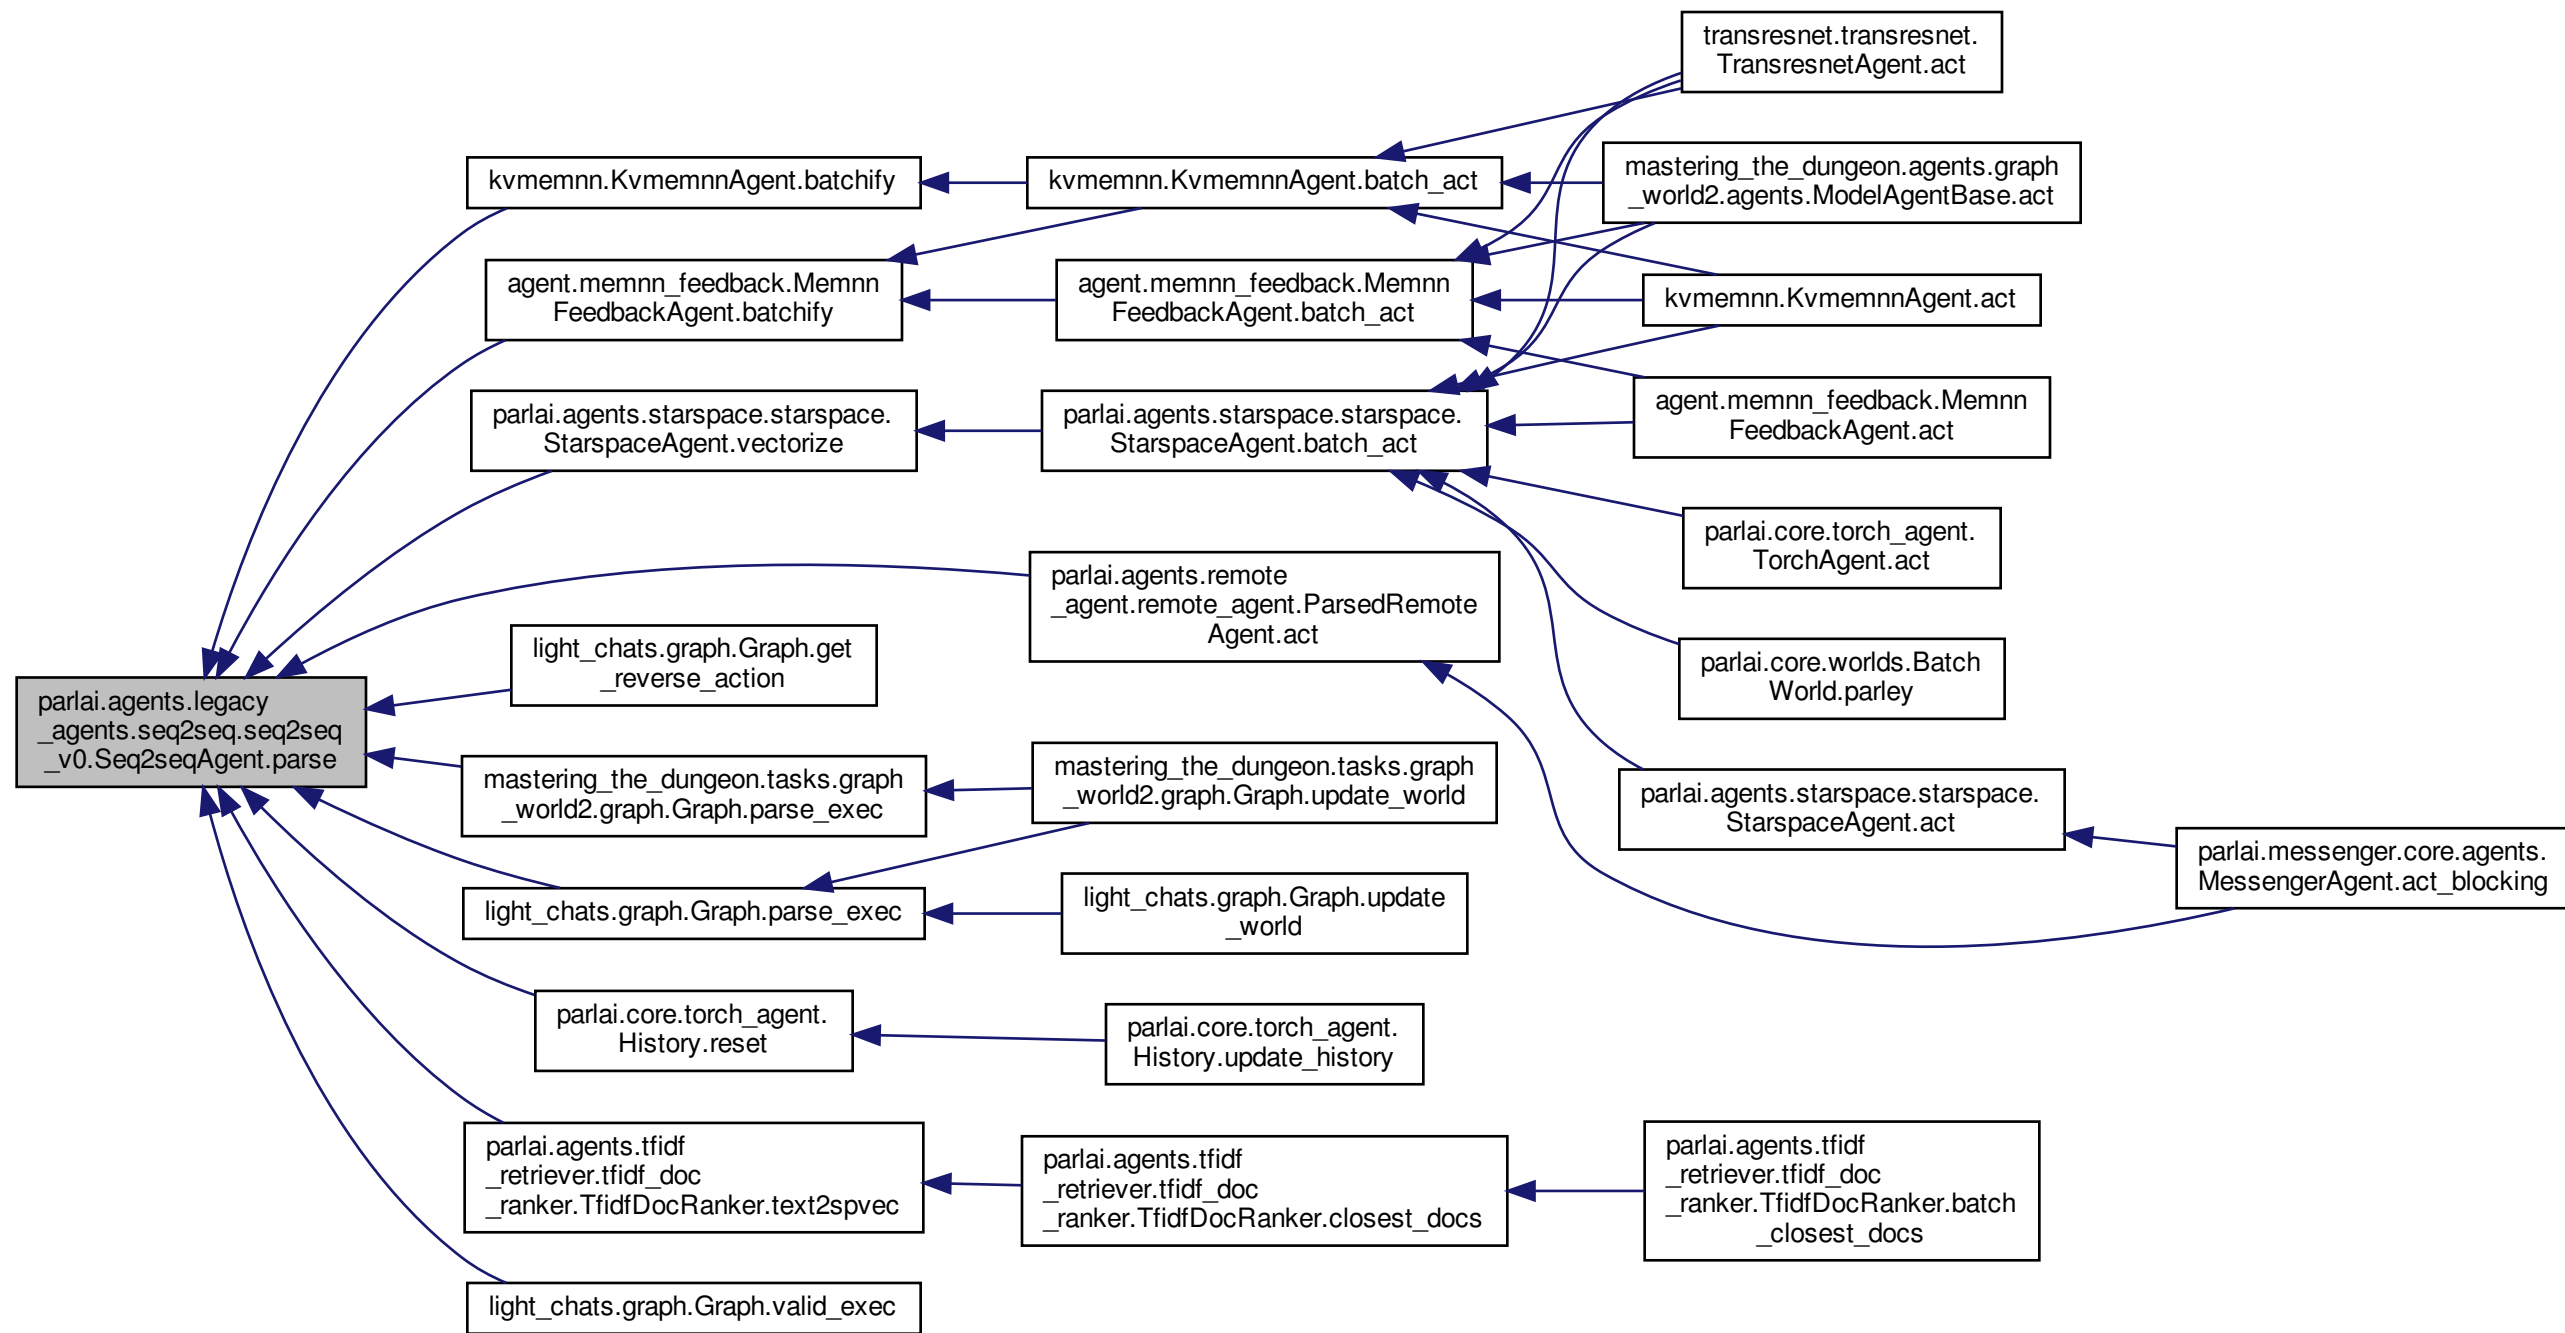 transresnet.transresnet.
TransresnetAgent.act
kvmemnn.KvmemnnAgent.batchify
kvmemnn.KvmemnnAgent.batch_act
mastering_the_dungeon.agents.graph
_world2.agents.ModelAgentBase.act
agent.memnn_feedback.Memnn
FeedbackAgent.batchify
agent.memnn_feedback.Memnn
FeedbackAgent.batch_act
kvmemnn.KvmemnnAgent.act
parlai.agents.starspace.starspace.
StarspaceAgent.vectorize
parlai.agents.starspace.starspace.
StarspaceAgent.batch_act
agent.memnn_feedback.Memnn
FeedbackAgent.act
parlai.core.torch_agent.
TorchAgent.act
parlai.agents.remote
_agent.remote_agent.ParsedRemote
Agent.act
light_chats.graph.Graph.get
_reverse_action
parlai.core.worlds.Batch
World.parley
parlai.agents.legacy
_agents.seq2seq.seq2seq
_v0.Seq2seqAgent.parse
mastering_the_dungeon.tasks.graph
_world2.graph.Graph.parse_exec
mastering_the_dungeon.tasks.graph
_world2.graph.Graph.update_world
parlai.agents.starspace.starspace.
StarspaceAgent.act
parlai.messenger.core.agents.
MessengerAgent.act_blocking
light_chats.graph.Graph.parse_exec
light_chats.graph.Graph.update
_world
parlai.core.torch_agent.
History.reset
parlai.core.torch_agent.
History.update_history
parlai.agents.tfidf
_retriever.tfidf_doc
_ranker.TfidfDocRanker.text2spvec
parlai.agents.tfidf
_retriever.tfidf_doc
_ranker.TfidfDocRanker.closest_docs
parlai.agents.tfidf
_retriever.tfidf_doc
_ranker.TfidfDocRanker.batch
_closest_docs
light_chats.graph.Graph.valid_exec